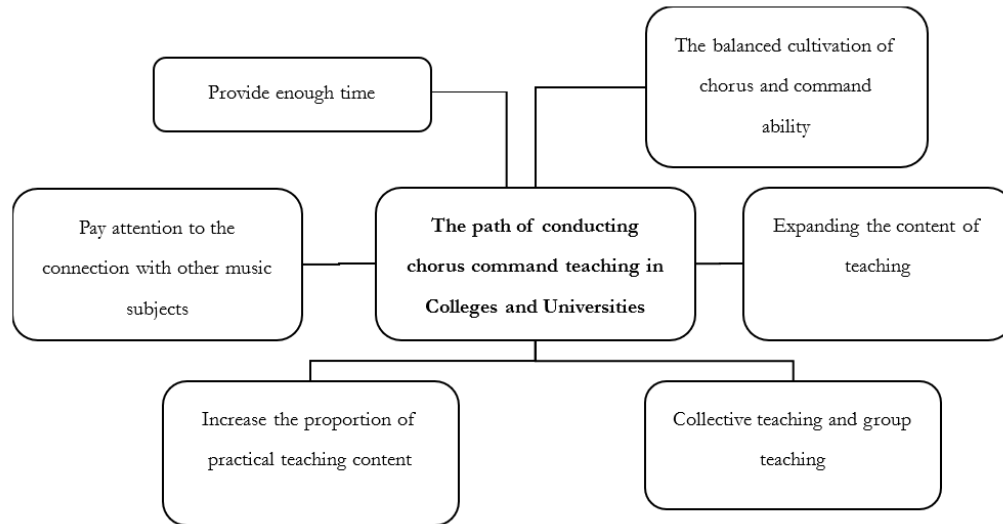 Provide enough time
The balanced cultivation of
chorus and command
ability
Pay attention to the
connection with other music
subjects
The path of conducting
chorus command teaching in
Colleges and Universities
Expanding the content of
teaching
Increase the proportion of
practical teaching content
Collective teaching and group
teaching